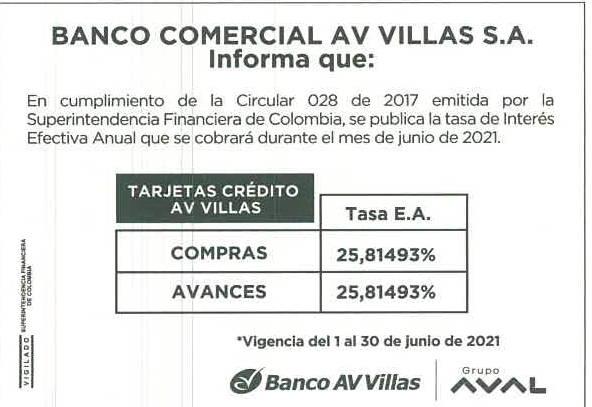 BANCO COMERCIAL AV VILLAS S.A.
Informa que:
En cumplimiento de la Circular 028 de 2017 emitida por la
Superintendencia Financiera de Colombia, se publica la tasa de Interés
Efectiva Anual que se cobrará durante el mes de junio de 2021.
TARJETAS CRÉDITO
AV VILLAS
Tasa E.A.
COMPRAS
25,81493%
AVANCES
25,81493%
*Vigencia del 1 al 30 de junio de 2021
VIGILADO
SUPERINTENDENCIA FINANCIERA
DE COLOMBIA
Banco AV Villas
Grupo
AVAL